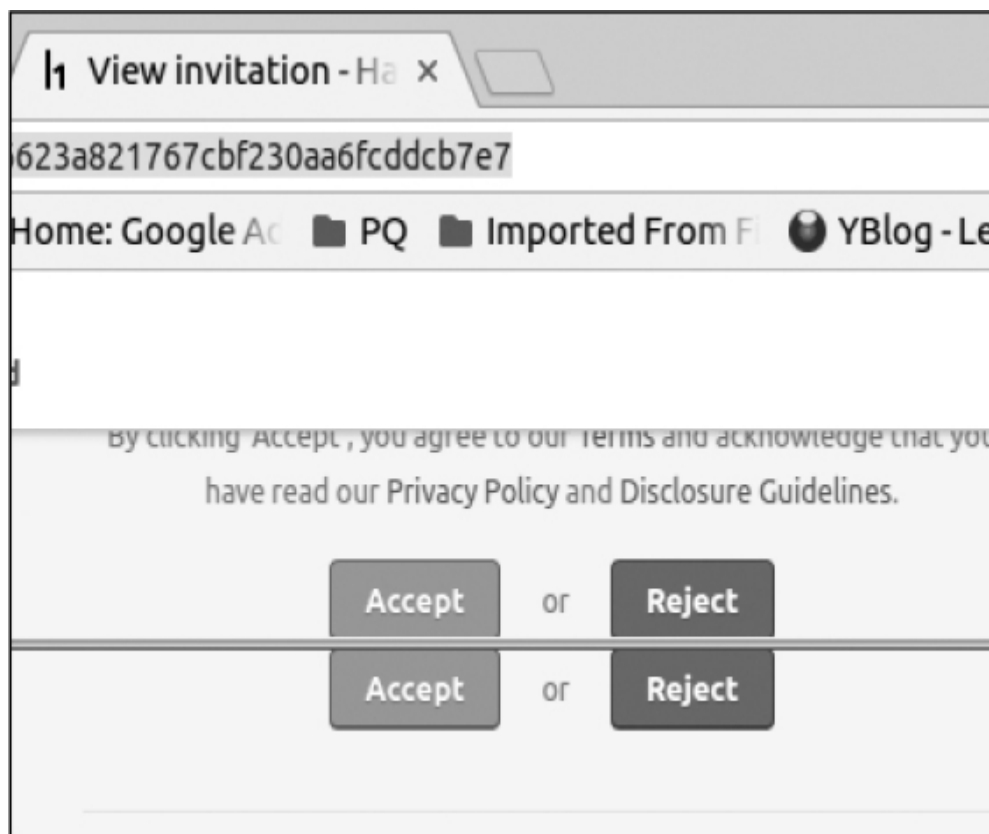 View invitation - Ha ×
623a821767cbf230aa6fcddcb7e7
Home: Google Ad PQ Imported From Fi YBlog - Le
d
By clicking 'Accept', you agree to our Terms and acknowledge that you
have read our Privacy Policy and Disclosure Guidelines.
Accept or Reject
Accept or Reject